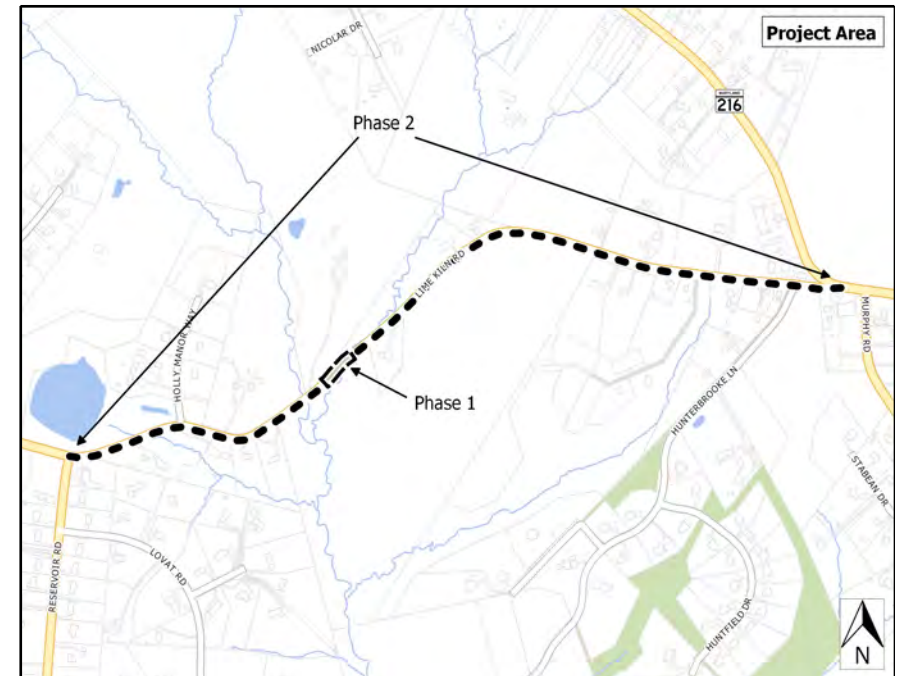 Project Area
NICOLAR DR
MARYLAND
216
Phase 2
LIME KILN RD
HOLLY MANOR WAY
MURPHY RD
Phase 1
HUNTERBROOKE LN
STABEAN DR
RESERVOIR RD
LOVAT RD
HUNTFIELD DR
N